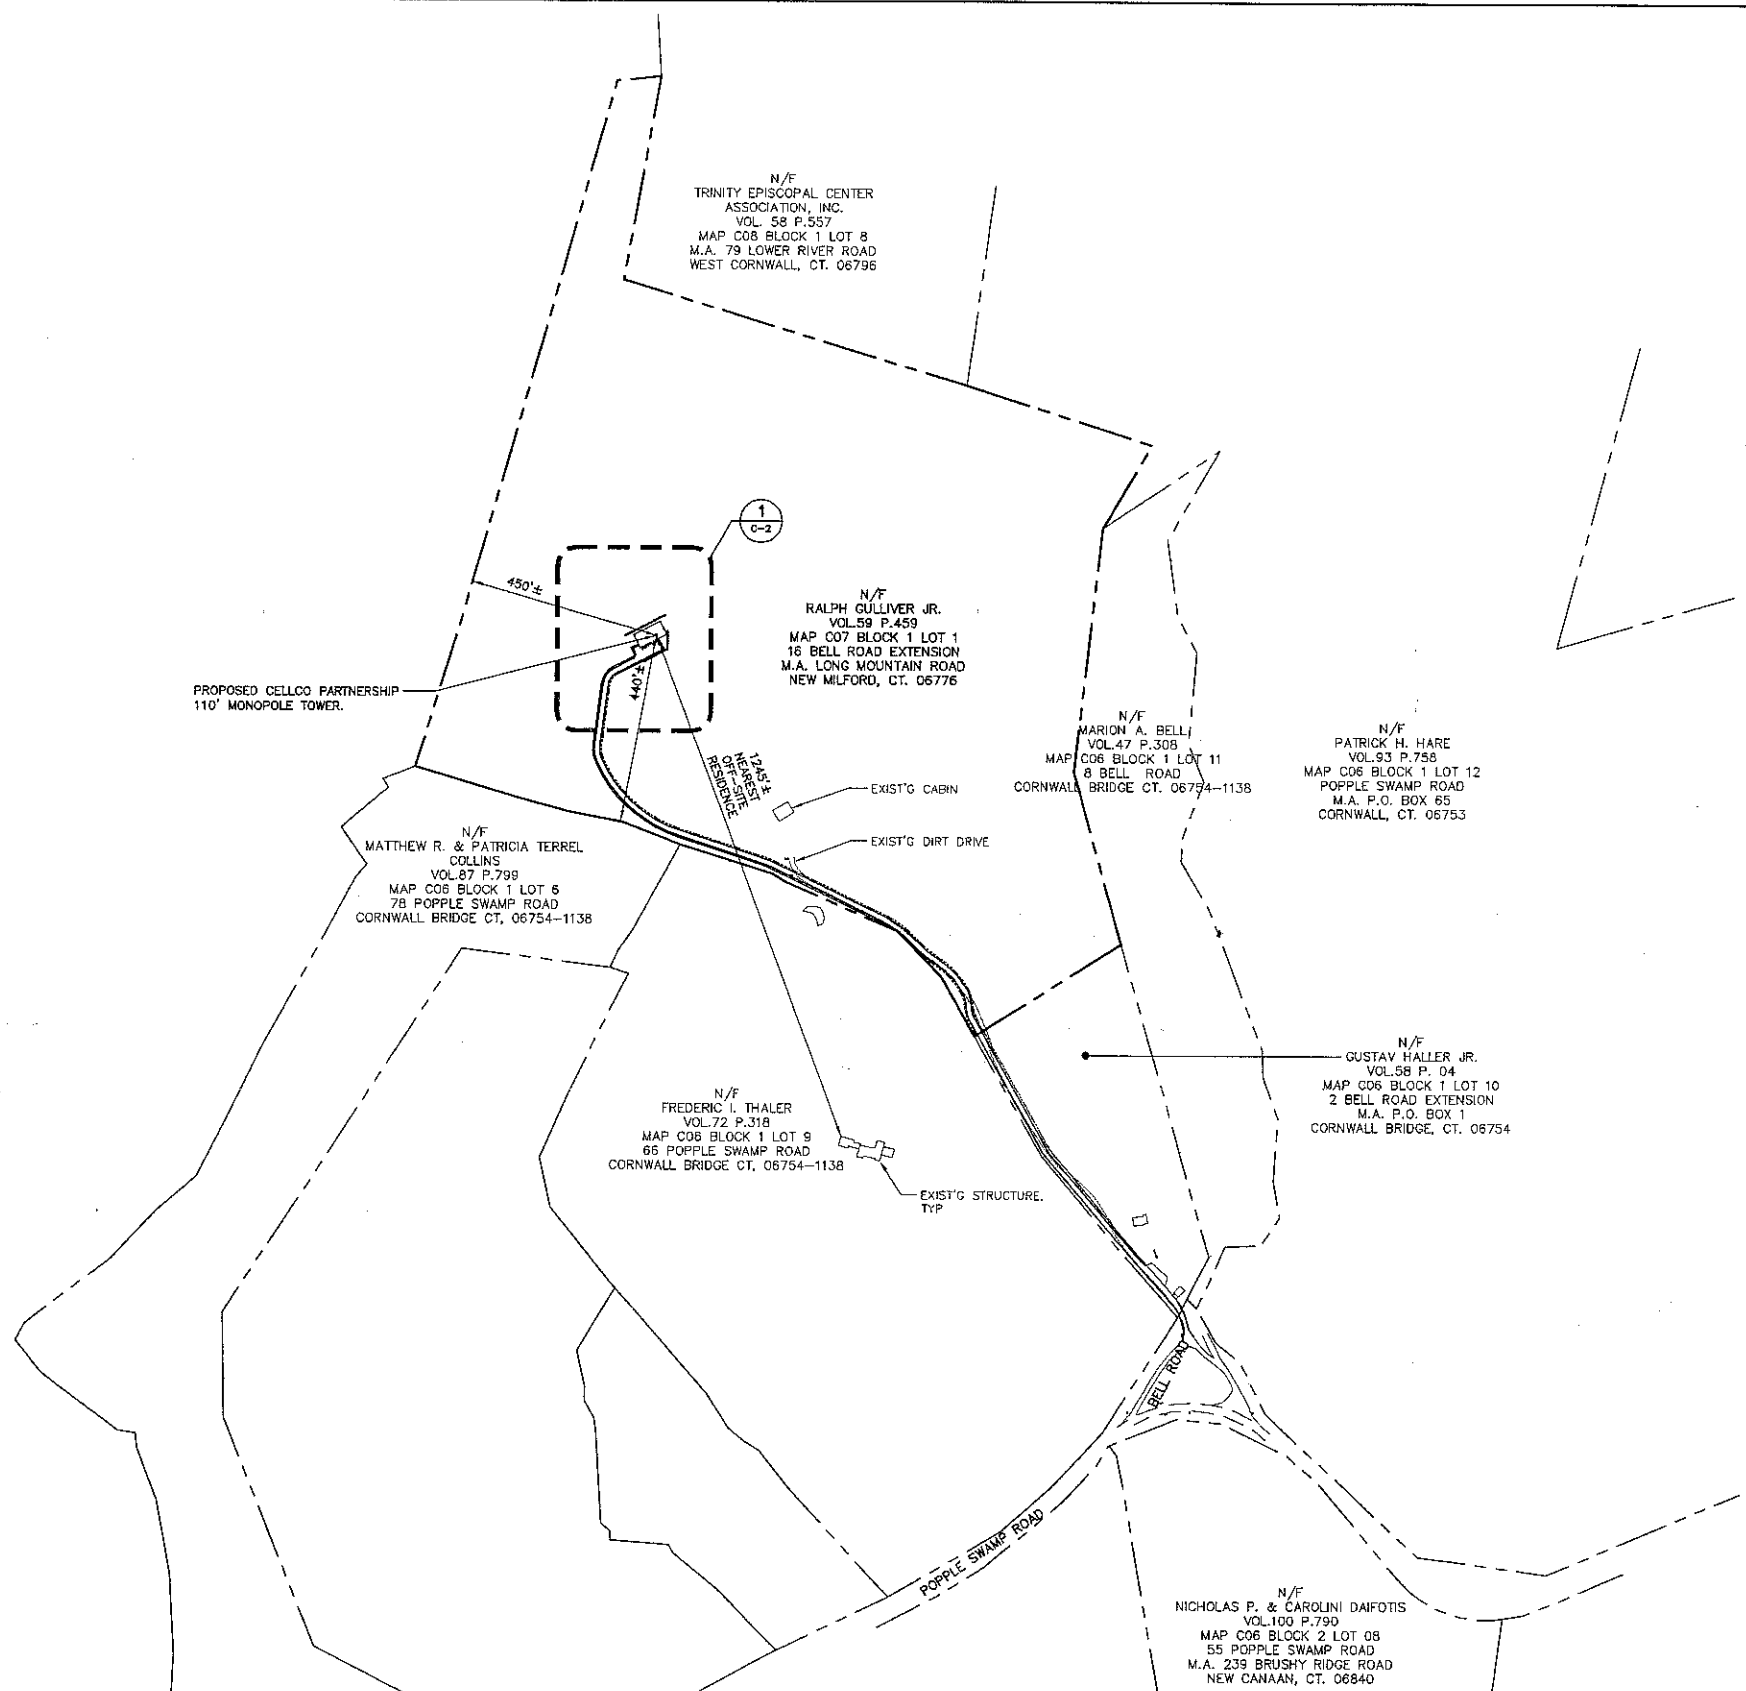 N/F
TRINITY EPISCOPAL CENTER
ASSOCIATION, INC.
VOL. 58 P.557
MAP C08 BLOCK 1 LOT 8
M.A. 79 LOWER RIVER ROAD
WEST CORNWALL, CT. 06796
1
C-2
450'±
N/F
RALPH GULLIVER JR.
VOL.59 P.459
MAP C07 BLOCK 1 LOT 1
16 BELL ROAD EXTENSION
M.A. LONG MOUNTAIN ROAD
NEW MILFORD, CT. 06776
440'±
PROPOSED CELLCO PARTNERSHIP
110' MONOPOLE TOWER.
N/F
MARION A. BELL
VOL.47 P.308
MAP C06 BLOCK 1 LOT 11
8 BELL ROAD
CORNWALL BRIDGE CT. 06754-1138
N/F
PATRICK H. HARE
VOL.93 P.758
MAP C06 BLOCK 1 LOT 12
POPPLE SWAMP ROAD
M.A. P.O. BOX 65
CORNWALL, CT. 06753
1245'±
NEAREST
OFF-SITE
RESIDENCE
EXIST'G CABIN
EXIST'G DIRT DRIVE
N/F
MATTHEW R. & PATRICIA TERREL
COLLINS
VOL.87 P.799
MAP C06 BLOCK 1 LOT 6
78 POPPLE SWAMP ROAD
CORNWALL BRIDGE CT, 06754-1138
N/F
GUSTAV HALLER JR.
VOL.58 P. 04
MAP C06 BLOCK 1 LOT 10
2 BELL ROAD EXTENSION
M.A. P.O. BOX 1
CORNWALL BRIDGE, CT. 06754
N/F
FREDERIC I. THALER
VOL.72 P.318
MAP C06 BLOCK 1 LOT 9
66 POPPLE SWAMP ROAD
CORNWALL BRIDGE CT, 06754-1138
EXIST'G STRUCTURE.
TYP
BELL ROAD
POPPLE SWAMP ROAD
N/F
NICHOLAS P. & CAROLINI DAIFOTIS
VOL.100 P.790
MAP C06 BLOCK 2 LOT 08
55 POPPLE SWAMP ROAD
M.A. 239 BRUSHY RIDGE ROAD
NEW CANAAN, CT. 06840